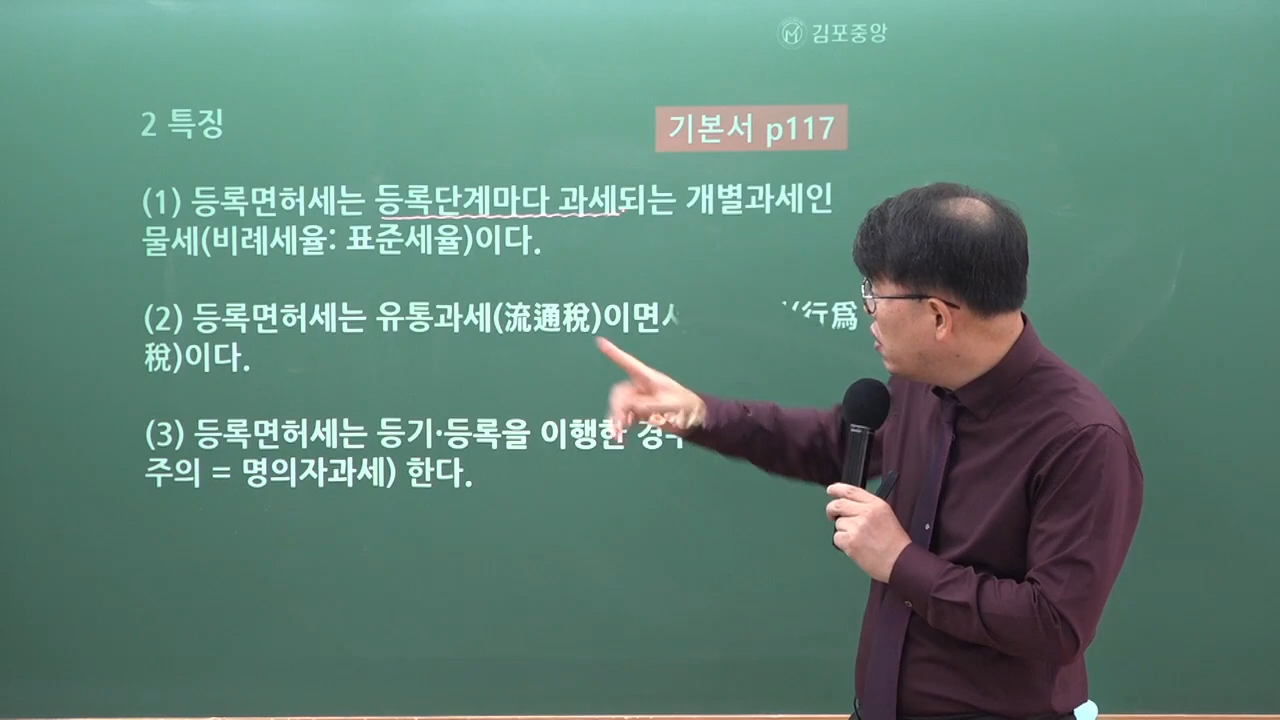 김포중앙
2 특징
기본서 p117
(1) 등록면허세는 등록단계마다 과세되는 개별과세인
물세(비례세율: 표준세율)이다.
(2) 등록면허세는 유통과세(流通稅)이면서 (行爲
稅)이다.
(3) 등록면허세는 등기·등록을 이행한
주의 = 명의자과세) 한다.